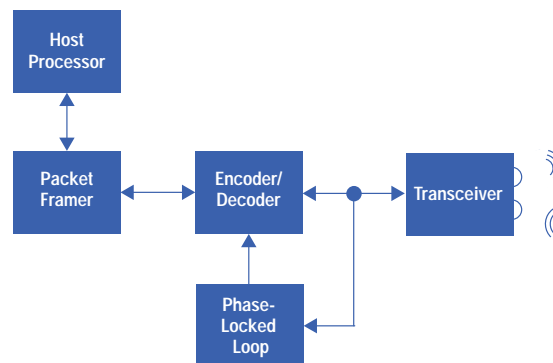 Host
Processor
Packet
Framer
Encoder/
Decoder
Transceiver
Phase-
Locked
Loop